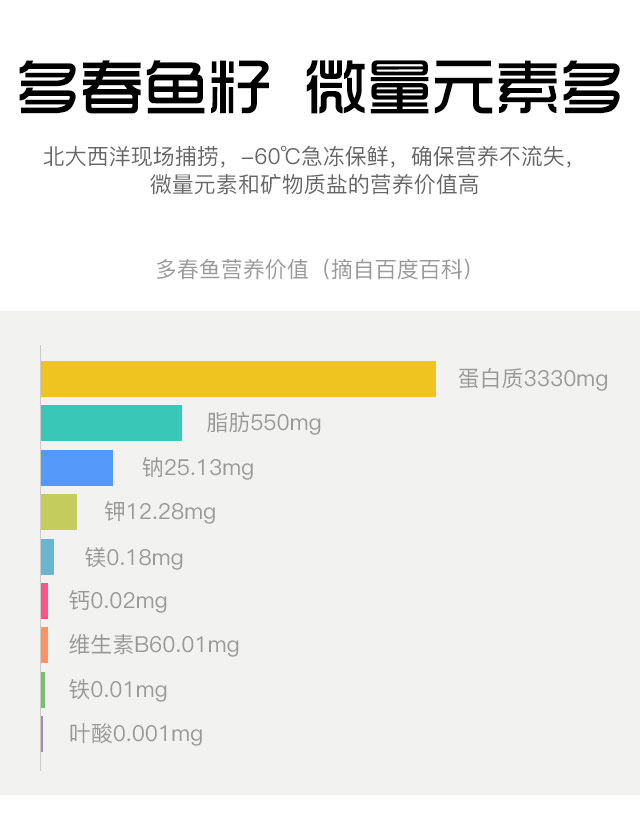 多春鱼籽 微量元素多
北大西洋现场捕捞，-60℃急冻保鲜，确保营养不流失，
微量元素和矿物质盐的营养价值高
多春鱼营养价值（摘自百度百科）
蛋白质3330mg
脂肪550mg
钠25.13mg
钾12.28mg
镁0.18mg
钙0.02mg
维生素B60.01mg
铁0.01mg
叶酸0.001mg